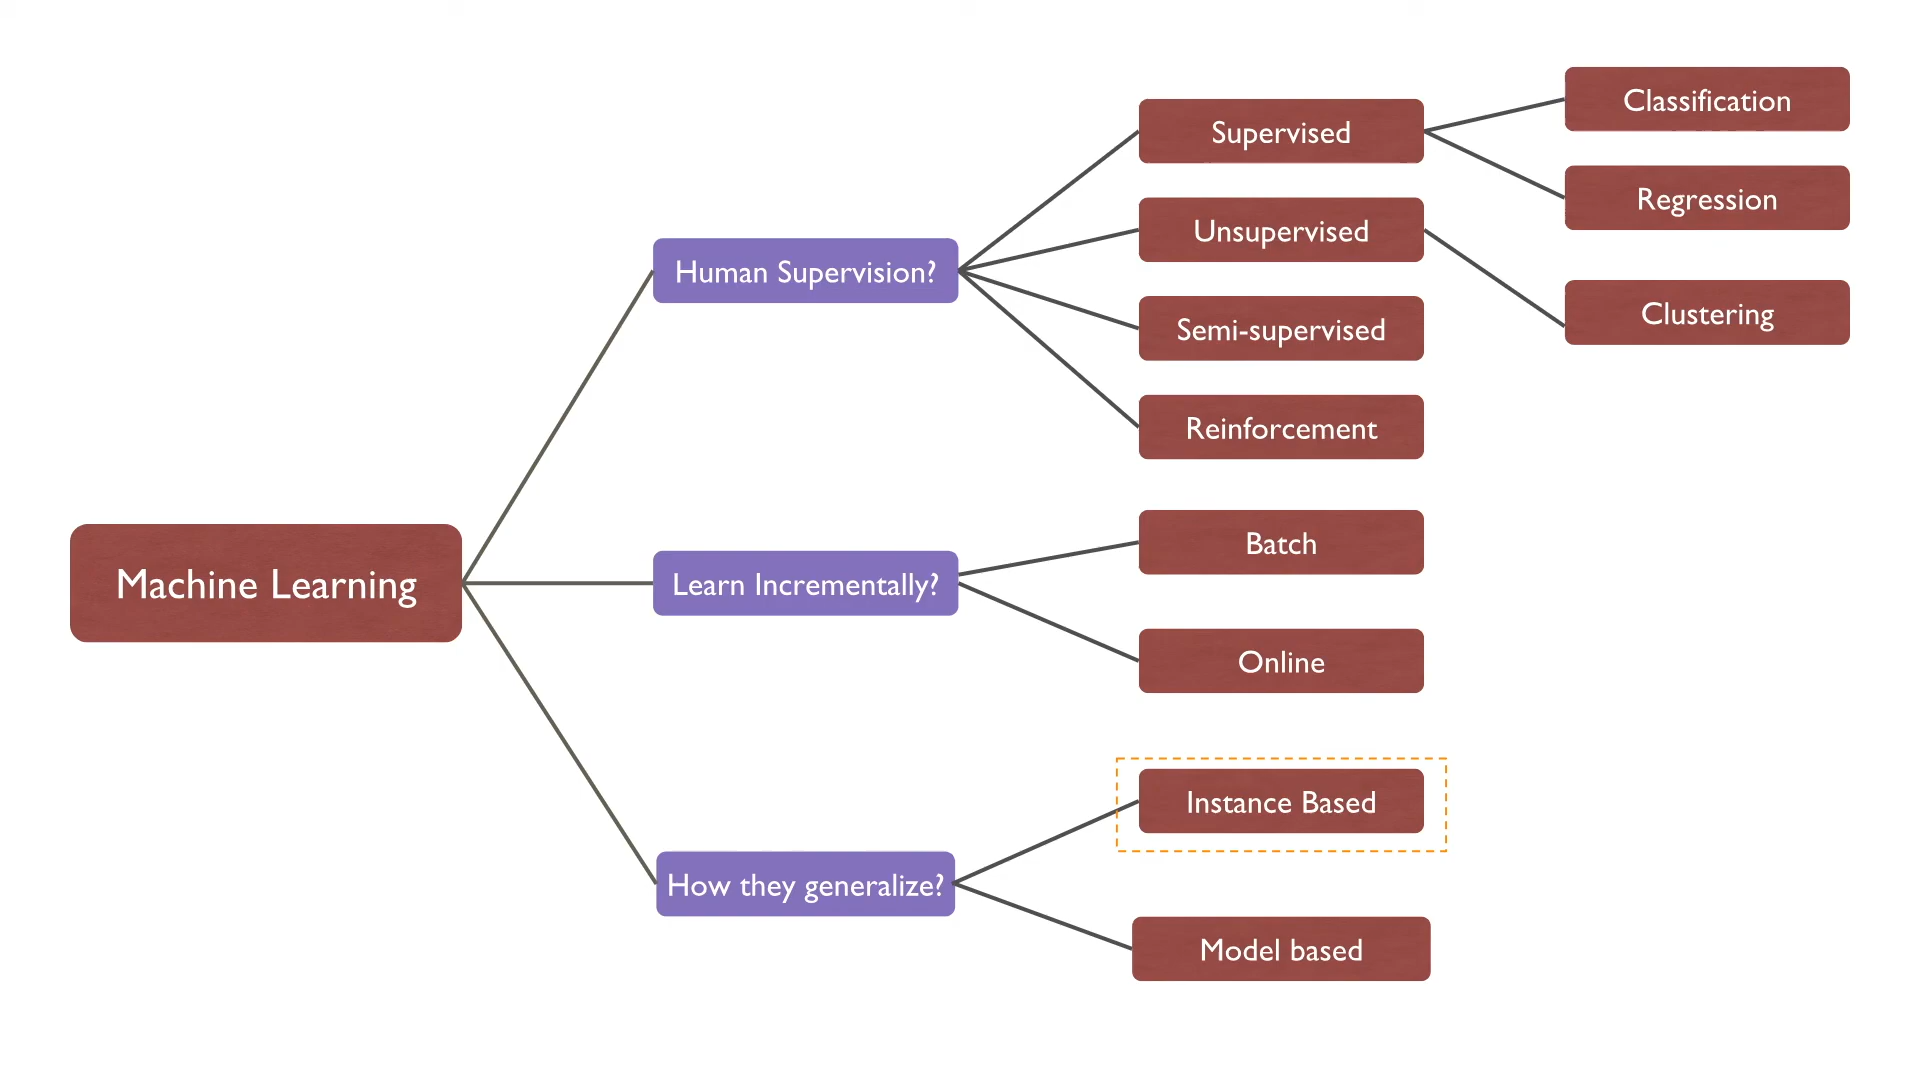 Machine Learning
Human Supervision?
Supervised
Classification
Regression
Unsupervised
Clustering
Semi-supervised
Reinforcement
Learn Incrementally?
Batch
Online
How they generalize?
Instance Based
Model based